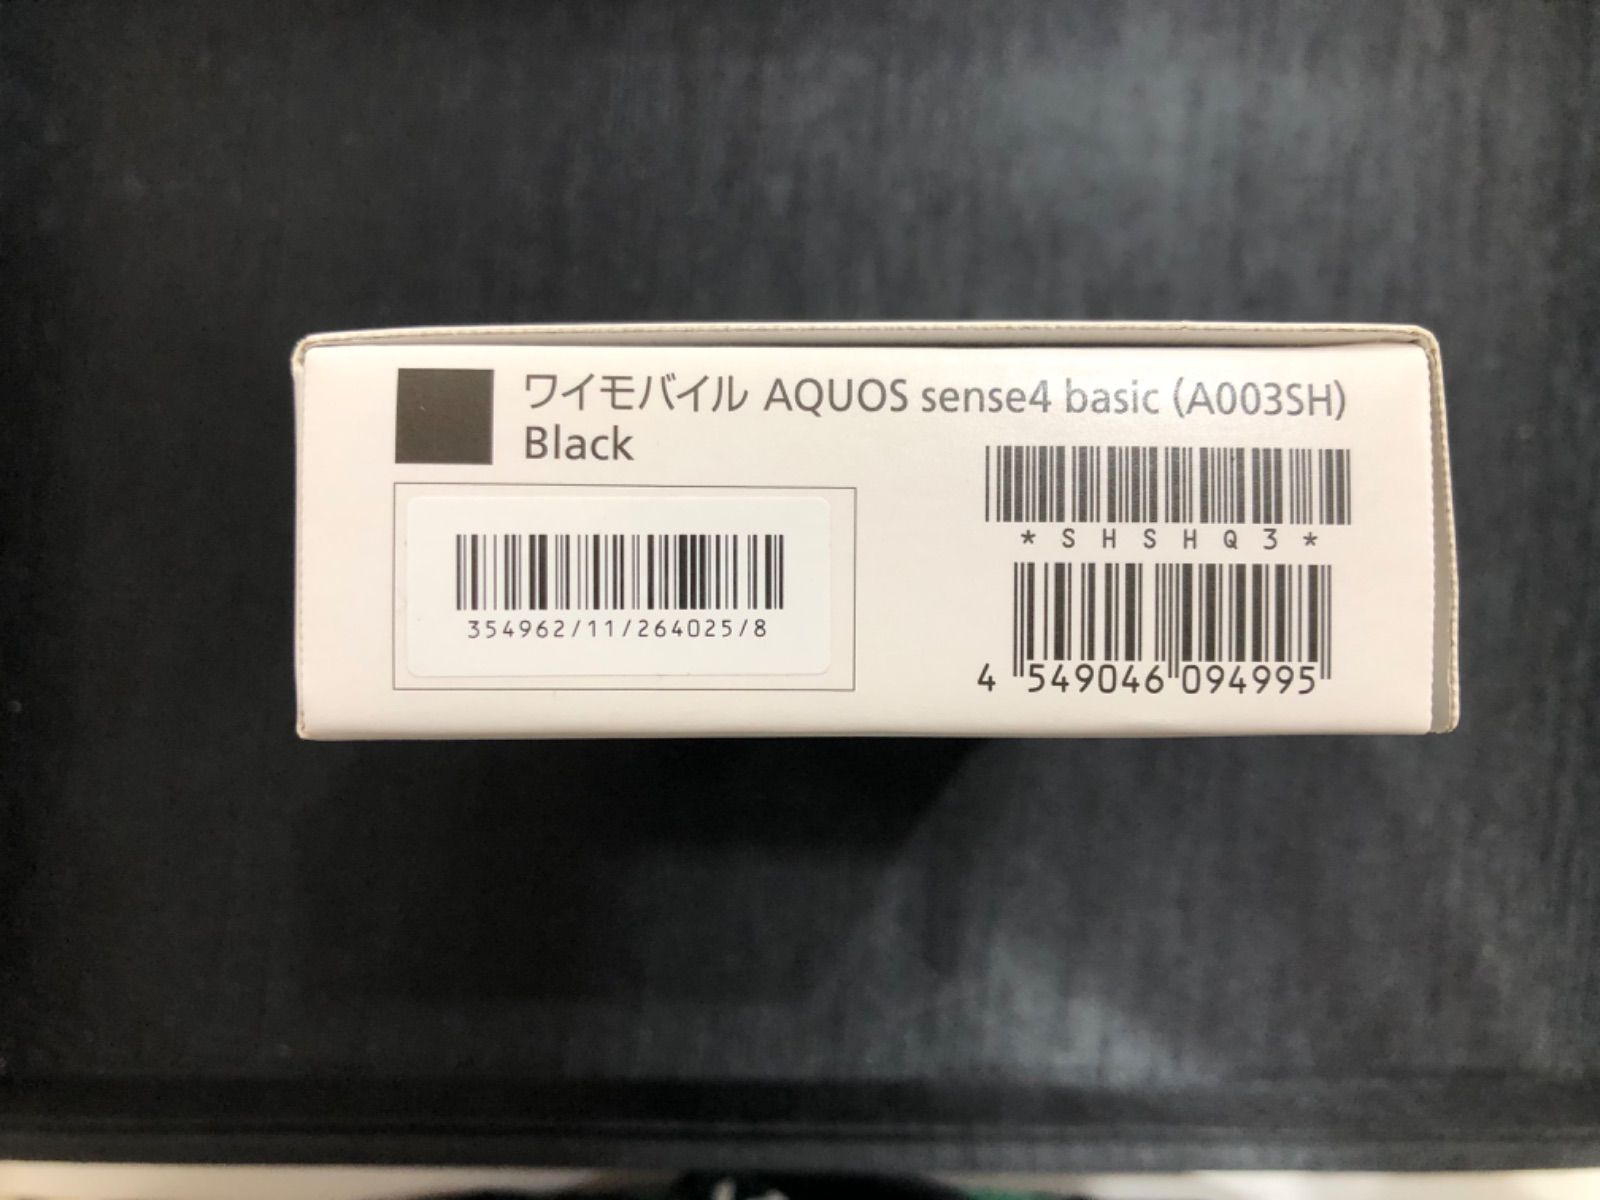 ワイモバイル AQUOS sense4 basic (A003SH)
Black
354962/11/264025/8
*SHSHQ3*
4 549046 094995